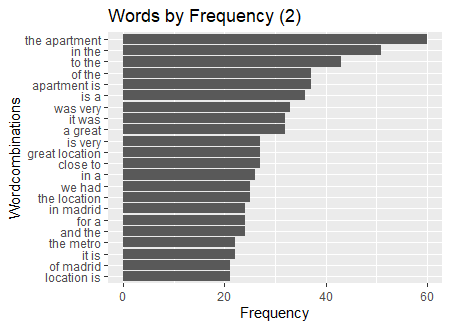 Words by Frequency (2)
the apartment
in the
to the
of the
apartment is
is a
was very
it was
a great
is very
great location
close to
in a
we had
the location
in madrid
for a
and the
the metro
it is
of madrid
location is
Wordcombinations
0 20 40 60
Frequency